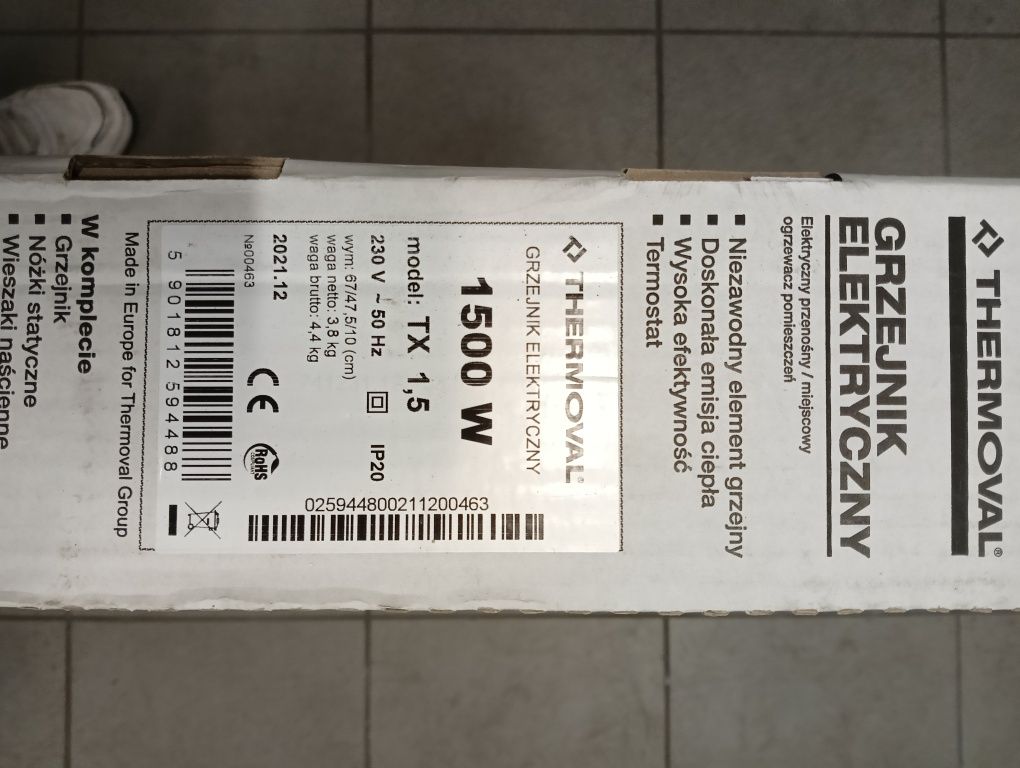 THERMOVAL®
GRZEJNIK
ELEKTRYCZNY
Elektryczny przenośny / miejscowy
ogrzewacz pomieszczeń
▪ Niezawodny element grzejny
▪ Doskonała emisja ciepła
▪ Wysoka efektywność
▪ Termostat
THERMOVAL®
GRZEJNIK ELEKTRYCZNY
1500 W
model: TX 1,5
230 V ~ 50 Hz IP20
wym: 67/47,5/10 (cm)
waga netto: 3,8 kg
waga brutto: 4,4 kg
2021.12
№00463
CE
RoHS
5 901812 594488
025944800211200463
Made in Europe for Thermoval Group
W komplecie
▪ Grzejnik
▪ Nóżki statyczne
▪ Wieszaki naścienne